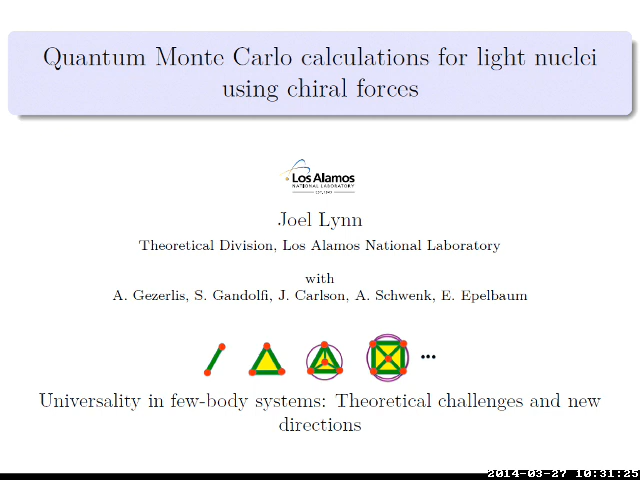 Quantum Monte Carlo calculations for light nuclei
using chiral forces
Los Alamos
NATIONAL LABORATORY
EST. 1943
Joel Lynn
Theoretical Division, Los Alamos National Laboratory
with
A. Gezerlis, S. Gandolfi, J. Carlson, A. Schwenk, E. Epelbaum
...
Universality in few-body systems: Theoretical challenges and new
directions
2014-03-27 10:31:25